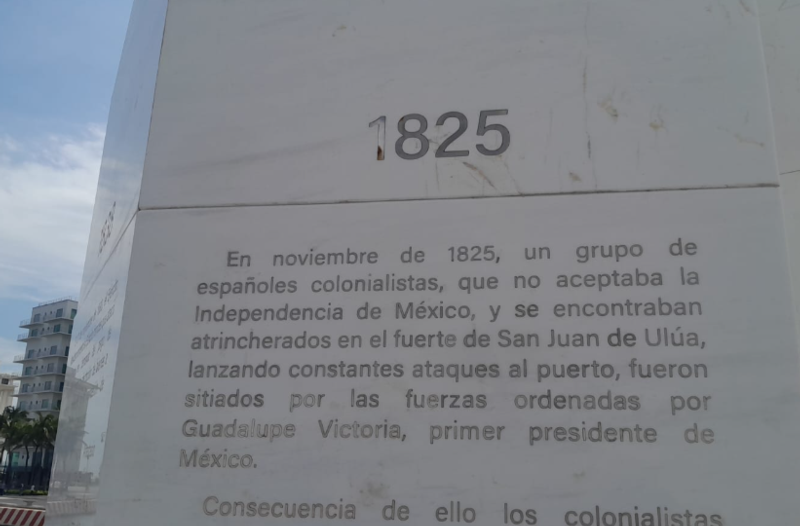 1825
En noviembre de 1825, un grupo de
españoles colonialistas, que no aceptaba la
Independencia de México, y se encontraban
atrincherados en el fuerte de San Juan de Ulúa,
lanzando constantes ataques al puerto, fueron
sitiados por las fuerzas ordenadas por
Guadalupe Victoria, primer presidente de
México.
Consecuencia de ello los colonialistas